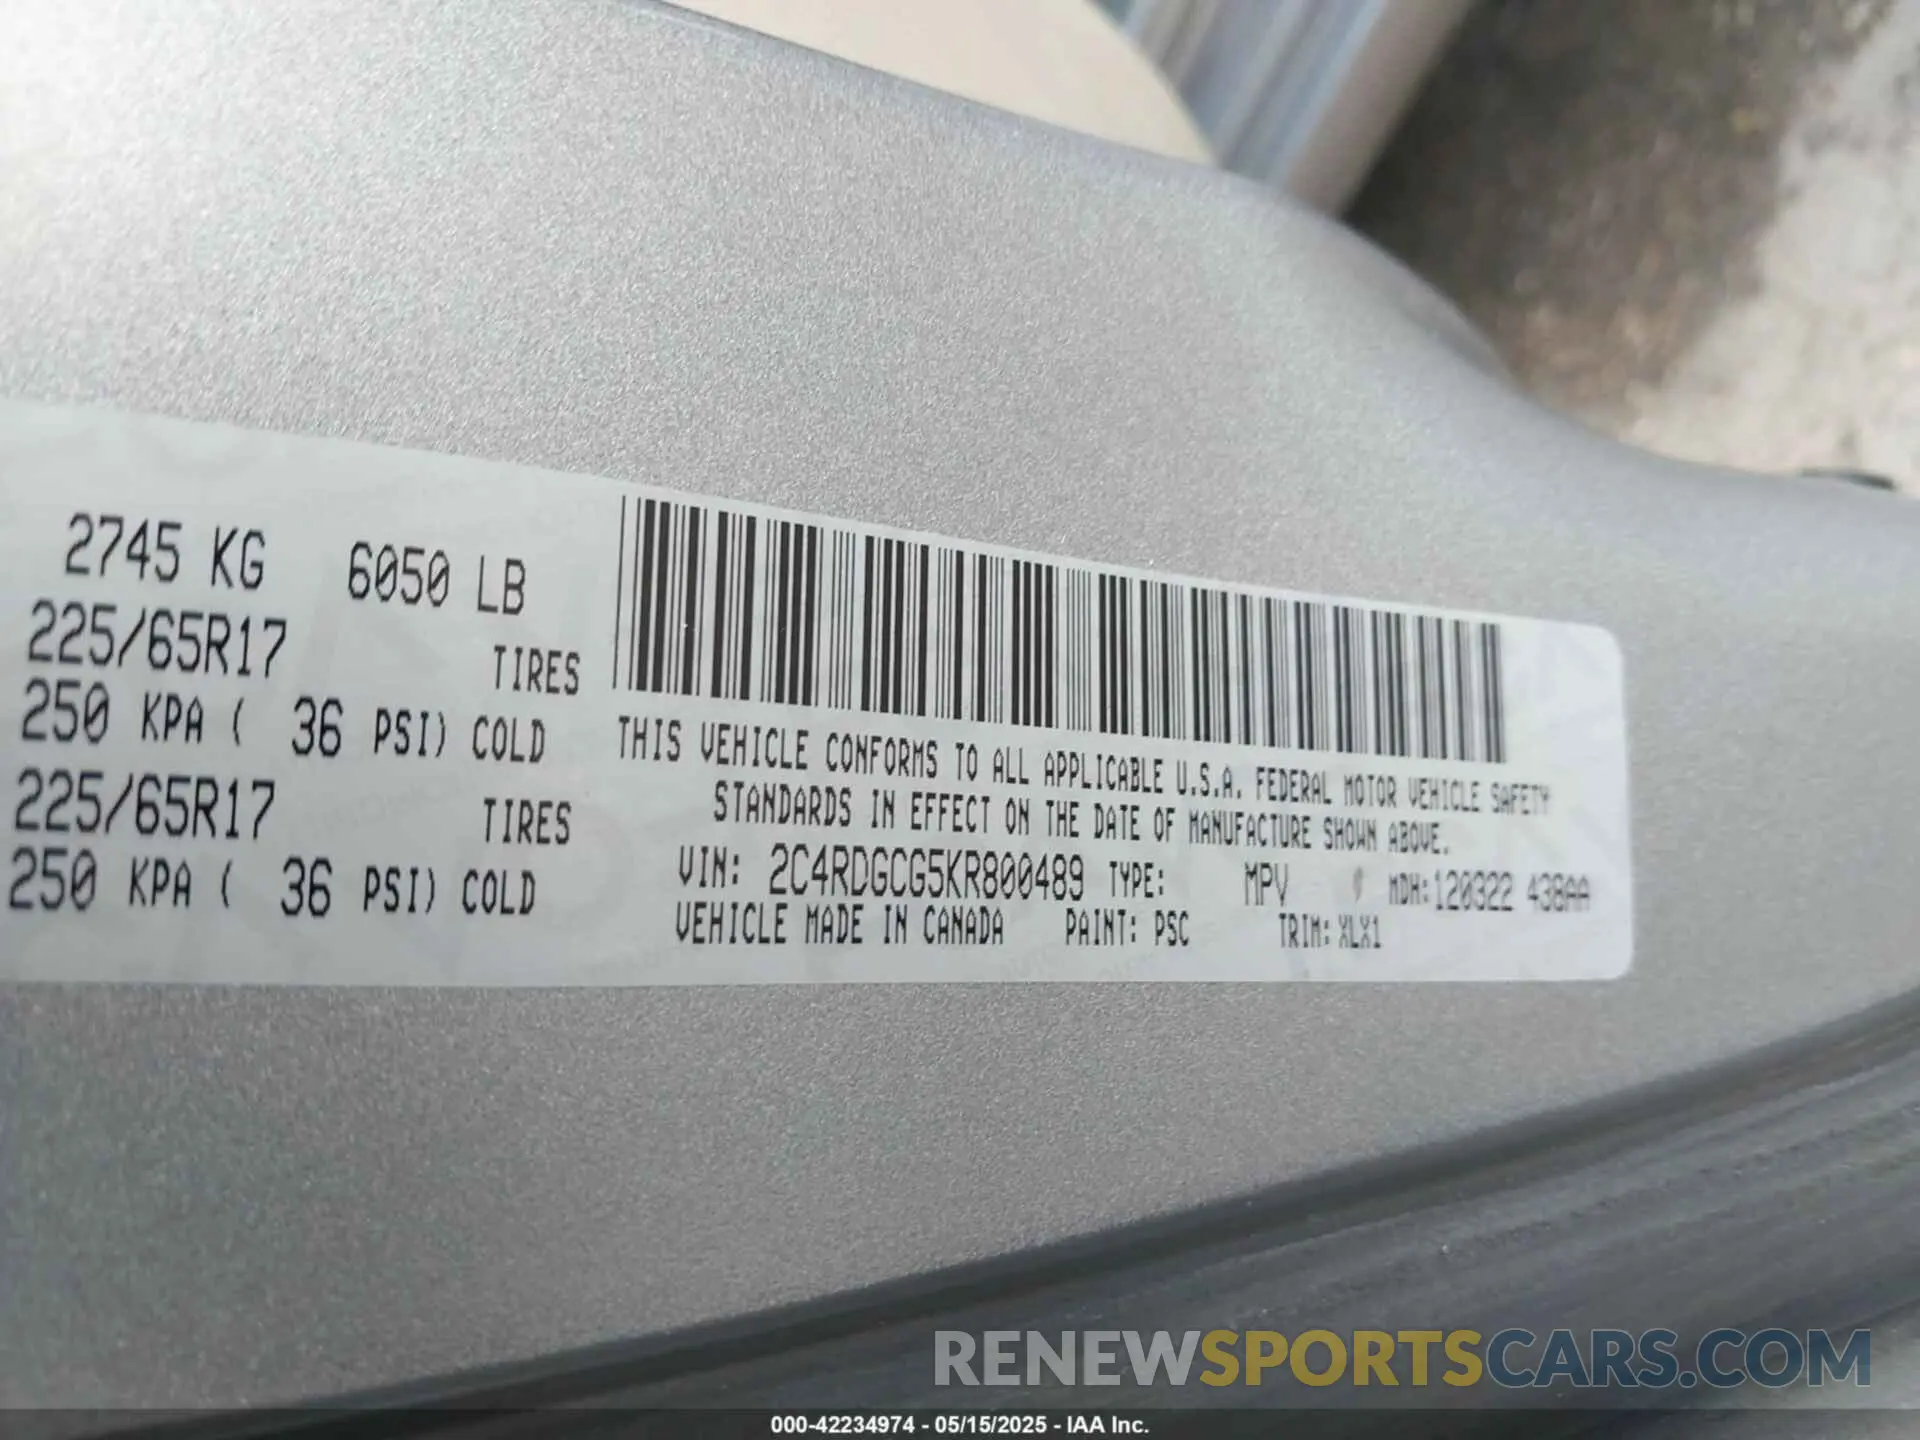 2745 KG 6050 LB
225/65R17 TIRES
250 KPA ( 36 PSI) COLD
225/65R17 TIRES
250 KPA ( 36 PSI) COLD
THIS VEHICLE CONFORMS TO ALL APPLICABLE U.S.A. FEDERAL MOTOR VEHICLE SAFETY
STANDARDS IN EFFECT ON THE DATE OF MANUFACTURE SHOWN ABOVE.
VIN: 2C4RDGCG5KR800489 TYPE: MPV MDH:120322 438AA
VEHICLE MADE IN CANADA PAINT: PSC TRIM: XLX1
RENEWSPORTSCARS.COM
000-42234974 - 05/15/2025 - IAA Inc.